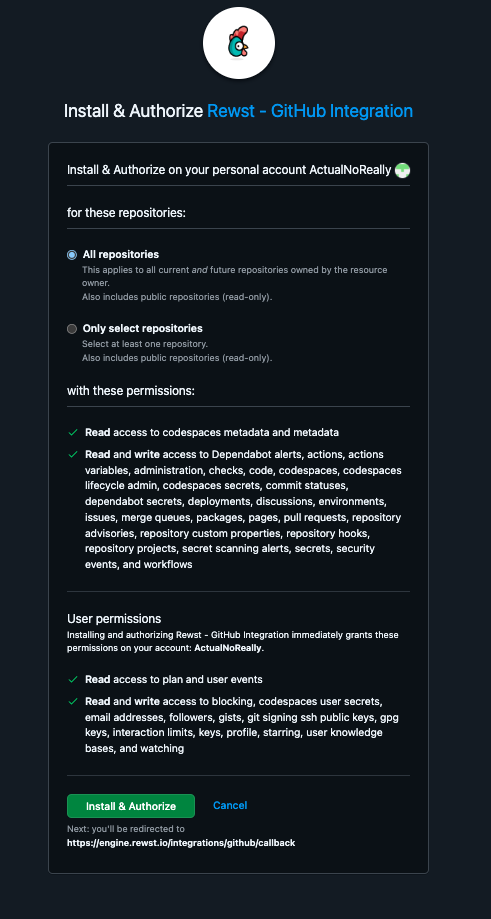 Install & Authorize Rewst - GitHub Integration
Install & Authorize on your personal account ActualNoReally
for these repositories:
All repositories
This applies to all current and future repositories owned by the resource
owner.
Also includes public repositories (read-only).
Only select repositories
Select at least one repository.
Also includes public repositories (read-only).
with these permissions:
Read access to codespaces metadata and metadata
Read and write access to Dependabot alerts, actions, actions
variables, administration, checks, code, codespaces, codespaces
lifecycle admin, codespaces secrets, commit statuses,
dependabot secrets, deployments, discussions, environments,
issues, merge queues, packages, pages, pull requests, repository
advisories, repository custom properties, repository hooks,
repository projects, secret scanning alerts, secrets, security
events, and workflows
User permissions
Installing and authorizing Rewst - GitHub Integration immediately grants these
permissions on your account: ActualNoReally.
Read access to plan and user events
Read and write access to blocking, codespaces user secrets,
email addresses, followers, gists, git signing ssh public keys, gpg
keys, interaction limits, keys, profile, starring, user knowledge
bases, and watching
Install & Authorize Cancel
Next: you'll be redirected to
https://engine.rewst.io/integrations/github/callback